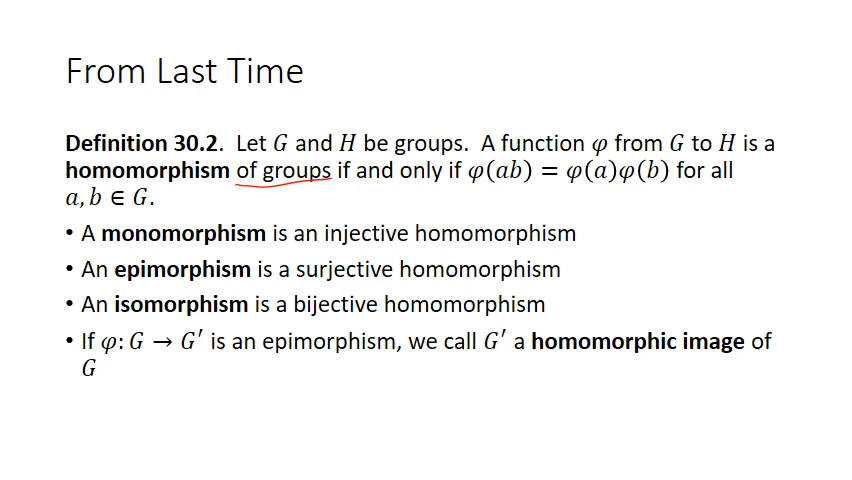 From Last Time
Definition 30.2. Let 𝐺 and 𝐻 be groups. A function 𝜑 from 𝐺 to 𝐻 is a
homomorphism of groups if and only if 𝜑(𝑎𝑏) = 𝜑(𝑎)𝜑(𝑏) for all
𝑎, 𝑏 ∈ 𝐺.
• A monomorphism is an injective homomorphism
• An epimorphism is a surjective homomorphism
• An isomorphism is a bijective homomorphism
• If 𝜑: 𝐺 → 𝐺′ is an epimorphism, we call 𝐺′ a homomorphic image of
𝐺